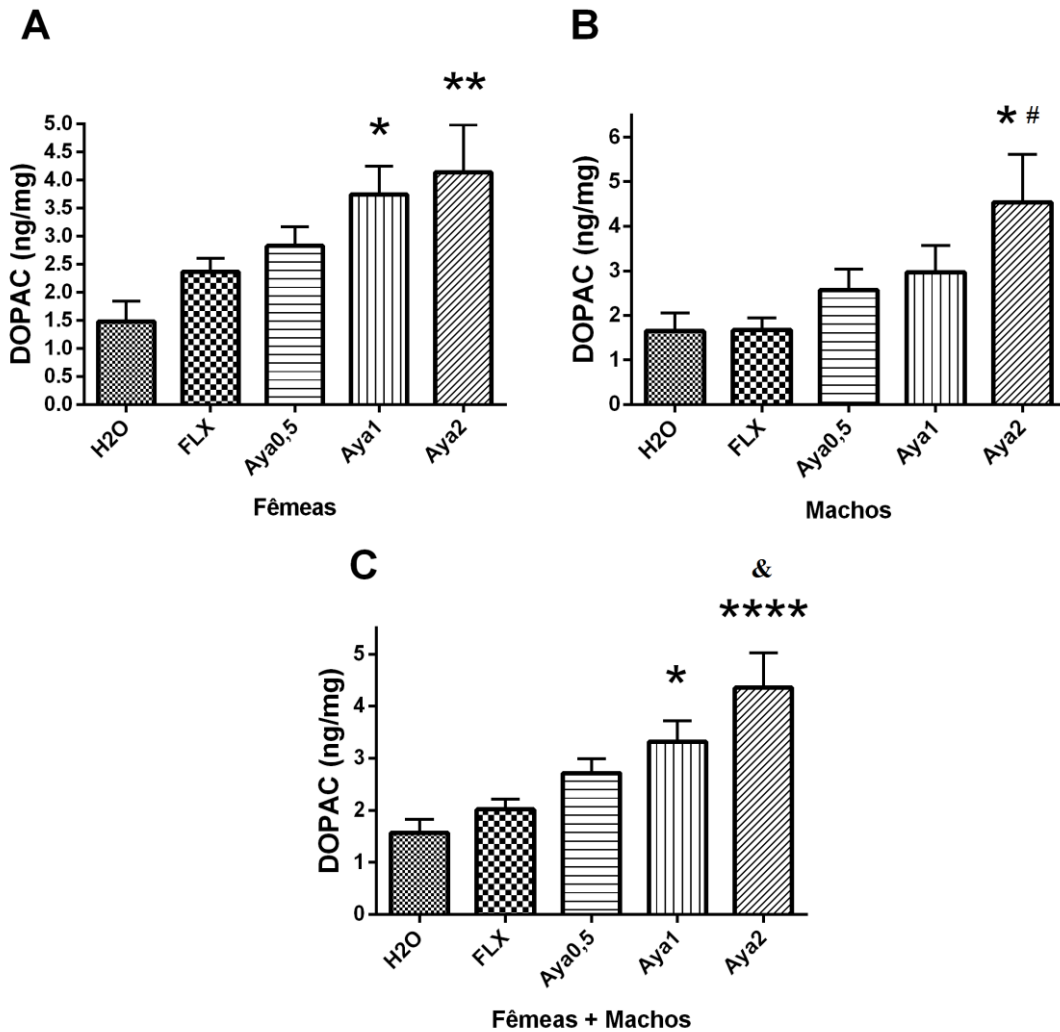 A
DOPAC (ng/mg)
5.0
4.5
4.0
3.5
3.0
2.5
2.0
1.5
1.0
0.5
0.0
*
**
H2O
FLX
Aya0,5
Aya1
Aya2
Fêmeas
B
DOPAC (ng/mg)
6
5
4
3
2
1
0
* #
H2O
FLX
Aya0,5
Aya1
Aya2
Machos
C
DOPAC (ng/mg)
5
4
3
2
1
0
*
&
****
H2O
FLX
Aya0,5
Aya1
Aya2
Fêmeas + Machos